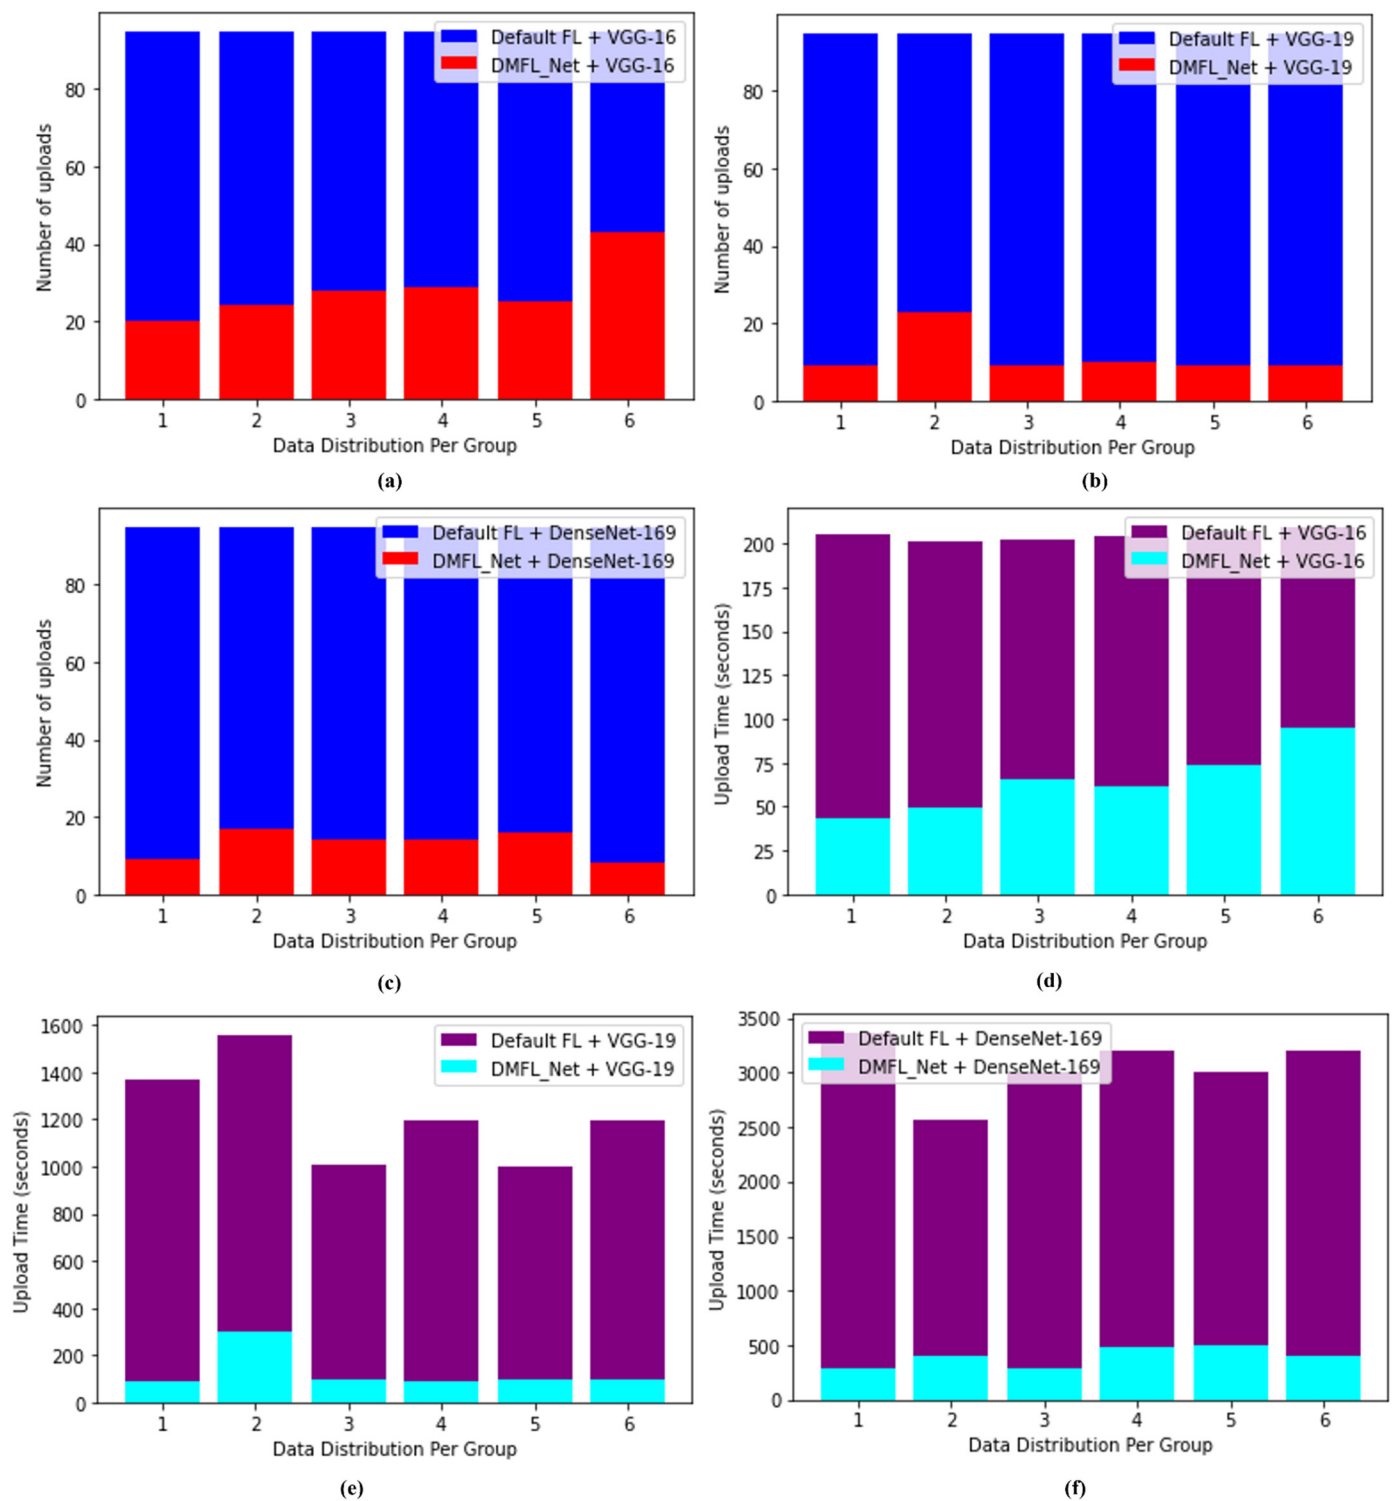 Default FL + VGG-16
DMFL_Net + VGG-16
80
60
40
20
0
Number of uploads
1 2 3 4 5 6
Data Distribution Per Group
(a)
Default FL + VGG-19
DMFL_Net + VGG-19
80
60
40
20
0
Number of uploads
1 2 3 4 5 6
Data Distribution Per Group
(b)
Default FL + DenseNet-169
DMFL_Net + DenseNet-169
80
60
40
20
0
Number of uploads
1 2 3 4 5 6
Data Distribution Per Group
(c)
Default FL + VGG-16
DMFL_Net + VGG-16
200
175
150
125
100
75
50
25
0
Upload Time (seconds)
1 2 3 4 5 6
Data Distribution Per Group
(d)
Default FL + VGG-19
DMFL_Net + VGG-19
1600
1400
1200
1000
800
600
400
200
0
Upload Time (seconds)
1 2 3 4 5 6
Data Distribution Per Group
(e)
Default FL + DenseNet-169
DMFL_Net + DenseNet-169
3500
3000
2500
2000
1500
1000
500
0
Upload Time (seconds)
1 2 3 4 5 6
Data Distribution Per Group
(f)